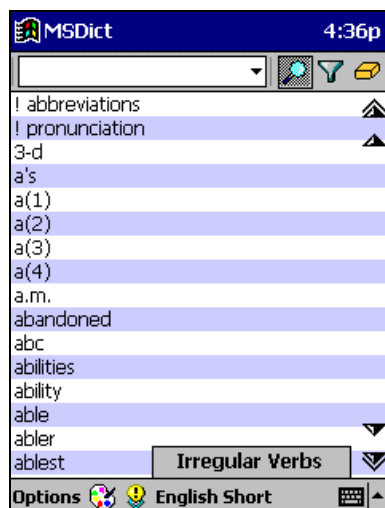 MSDict 4:36p
! abbreviations
! pronunciation
3-d
a's
a(1)
a(2)
a(3)
a(4)
a.m.
abandoned
abc
abilities
ability
able
abler
ablest
Irregular Verbs
Options English Short